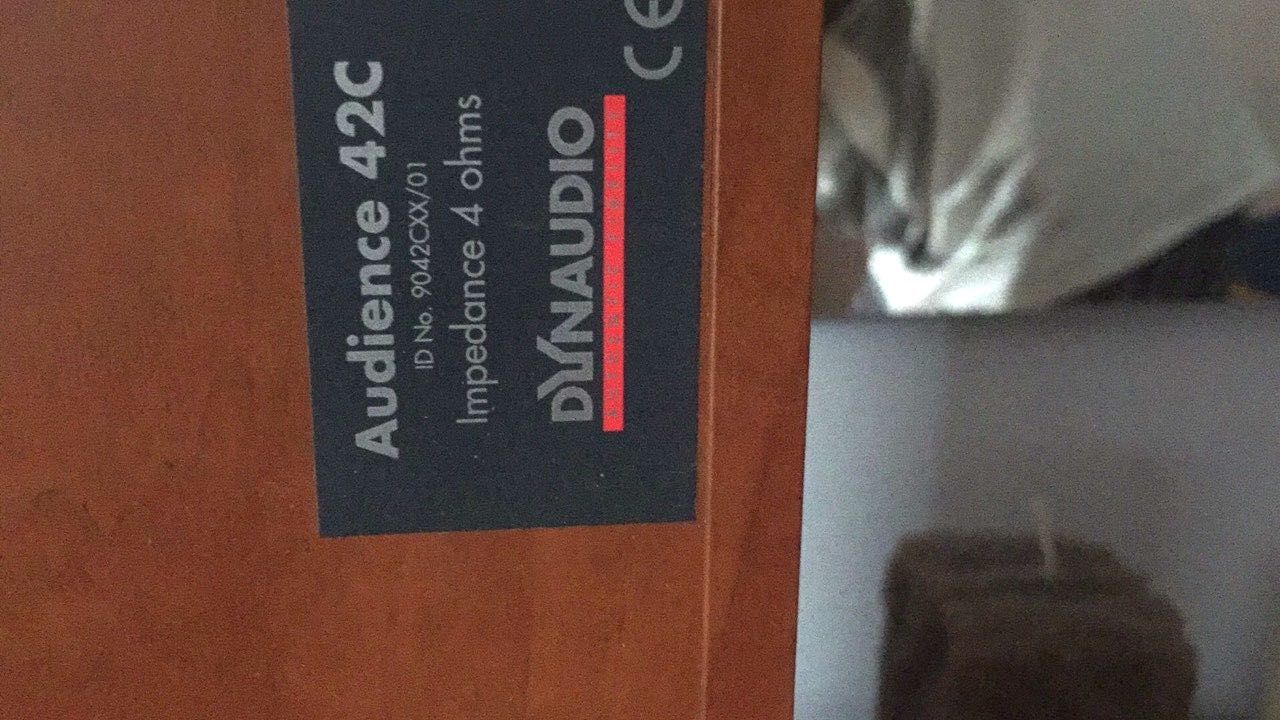 Audience 42C
ID No. 9042CXX/01
Impedance 4 ohms
DYNAUDIO
CE